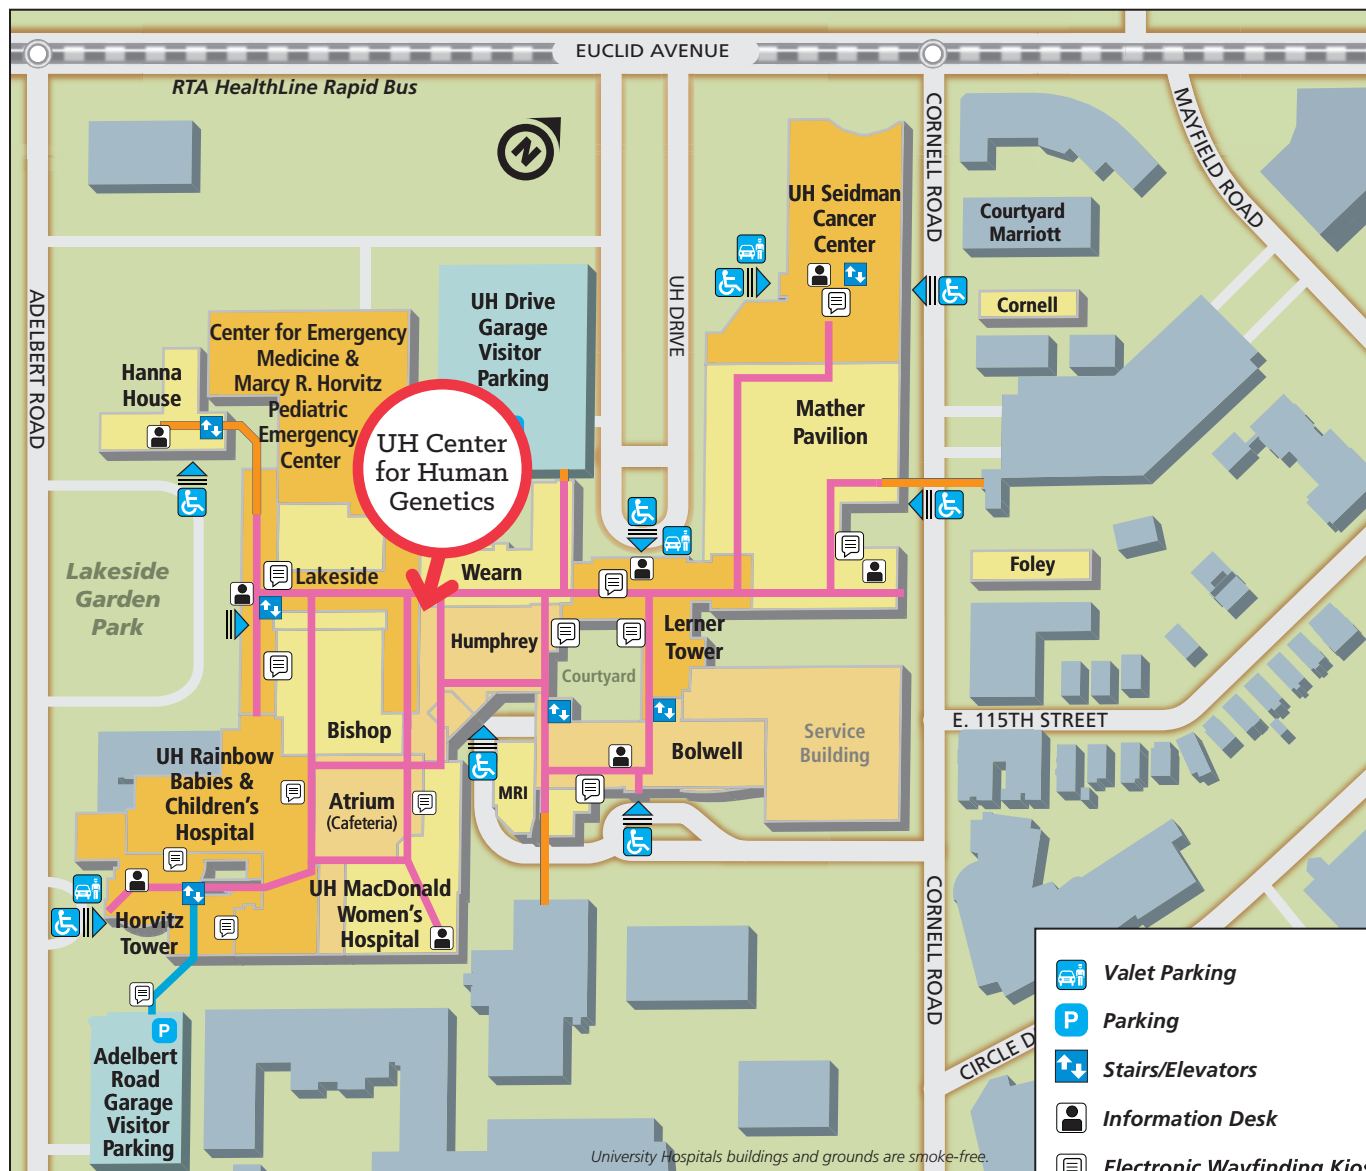 EUCLID AVENUE
RTA HealthLine Rapid Bus
N
CORNELL ROAD
MAYFIELD ROAD
UH Seidman
Cancer
Center
Courtyard
Marriott
ADELBERT ROAD
UH DRIVE
UH Drive
Garage
Visitor
Parking
Cornell
Center for Emergency
Medicine &
Marcy R. Horvitz
Pediatric
Emergency
Center
Hanna
House
Mather
Pavilion
UH Center
for Human
Genetics
Lakeside
Garden
Park
Lakeside
Wearn
Foley
Humphrey
Lerner
Tower
Courtyard
E. 115TH STREET
Bishop
Bolwell
Service
Building
UH Rainbow
Babies &
Children's
Hospital
MRI
Atrium
(Cafeteria)
UH MacDonald
Women's
Hospital
Horvitz
Tower
CORNELL ROAD
P
Adelbert
Road
Garage
Visitor
Parking
CIRCLE D
Valet Parking
P
Parking
Stairs/Elevators
Information Desk
Electronic Wayfinding Kio
University Hospitals buildings and grounds are smoke-free.